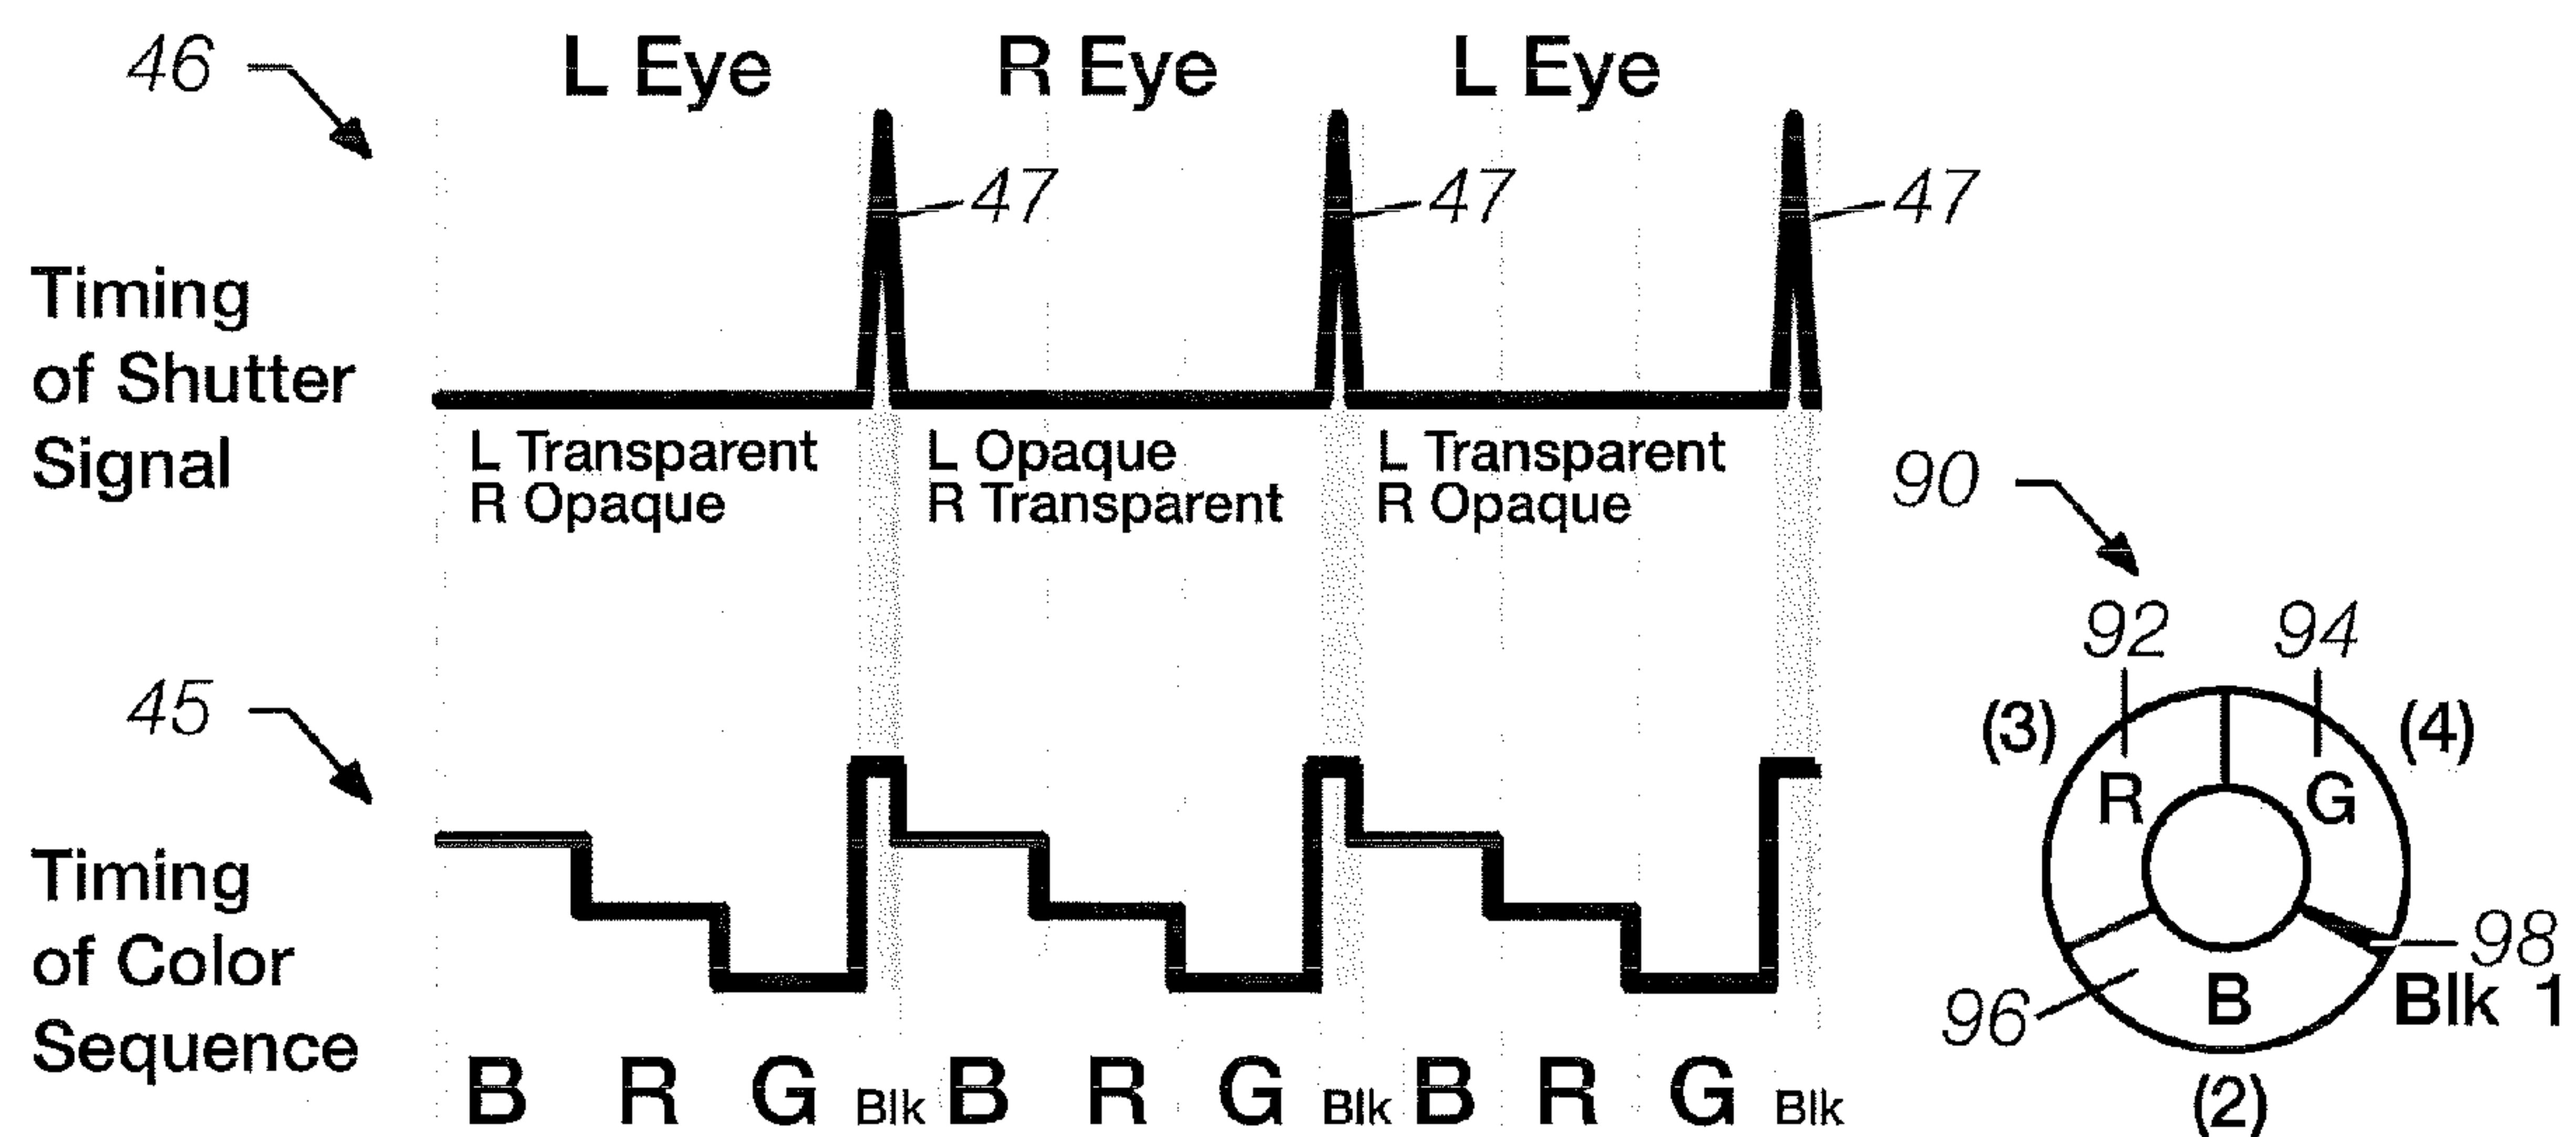 46
L Eye
R Eye
L Eye
47
47
47
Timing
of Shutter
Signal
L Transparent
R Opaque
L Opaque
R Transparent
L Transparent
R Opaque
90
92
94
(3)
(4)
R
G
98
96
B
Blk 1
(2)
45
Timing
of Color
Sequence
B R G Blk B R G Blk B R G Blk